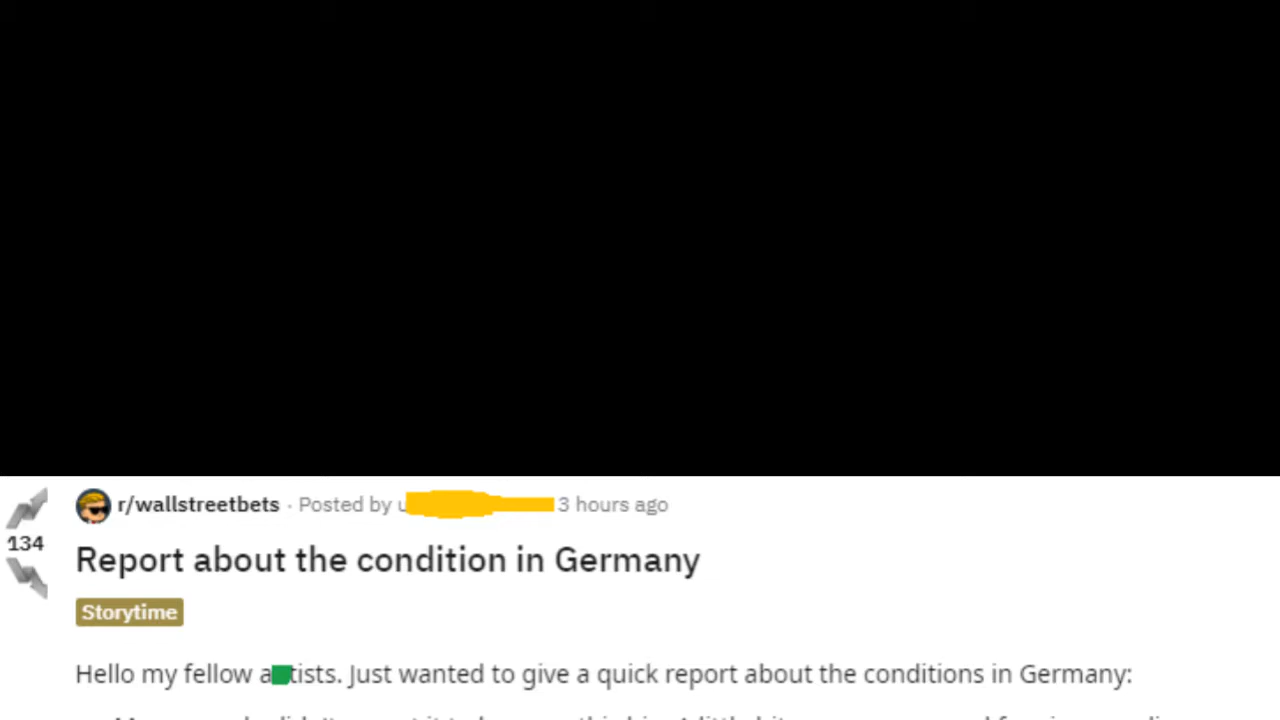 r/wallstreetbets · Posted by 3 hours ago
134
Report about the condition in Germany
Storytime
Hello my fellow Just wanted to give a quick report about the conditions in Germany: